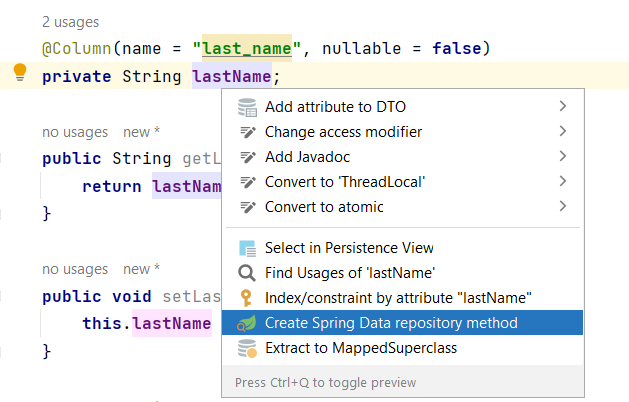 2 usages
@Column(name = "last_name", nullable = false)
private String lastName;
Add attribute to DTO
Change access modifier
no usages new *
Add Javadoc
public String getL
Convert to 'ThreadLocal'
return lastNam
Convert to atomic
}
Select in Persistence View
no usages new *
Find Usages of 'lastName'
public void setLas
Index/constraint by attribute "lastName"
this.lastName
Create Spring Data repository method
}
Extract to MappedSuperclass
Press Ctrl+Q to toggle preview